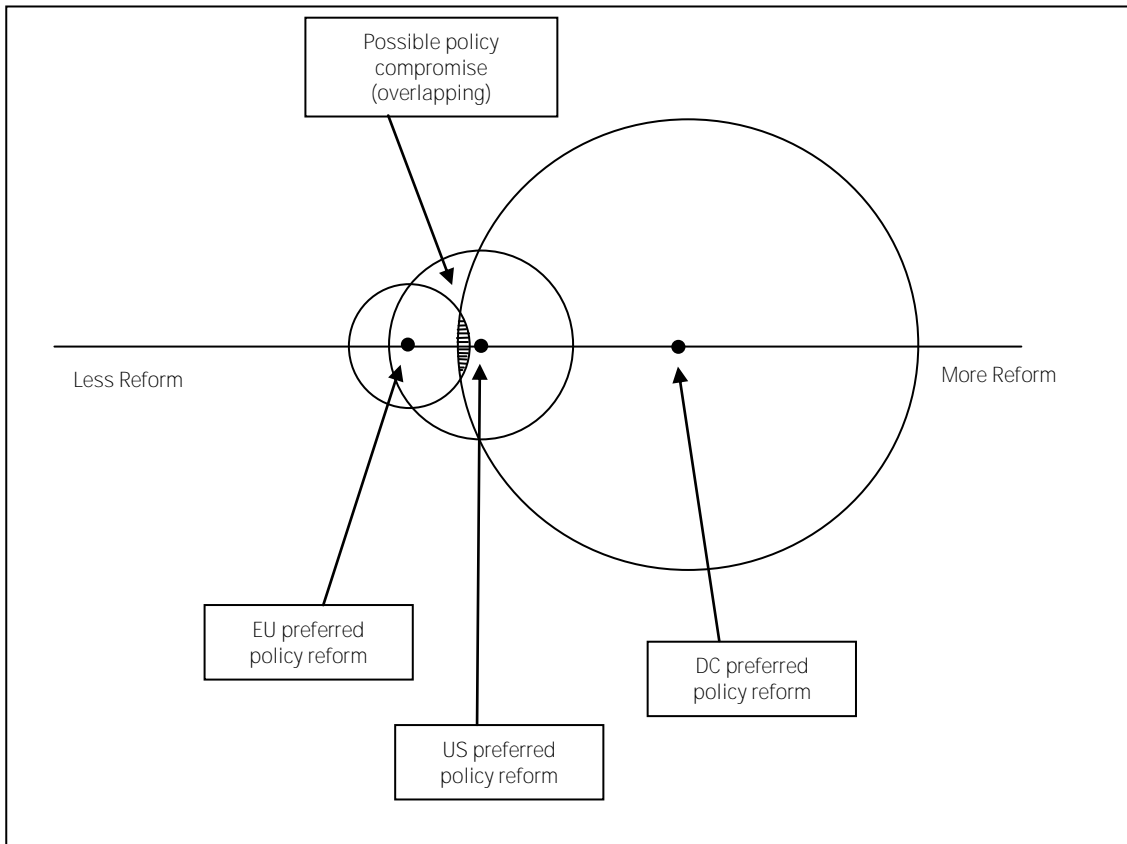 Possible policy
compromise
(overlapping)
Less Reform
More Reform
EU preferred
policy reform
DC preferred
policy reform
US preferred
policy reform